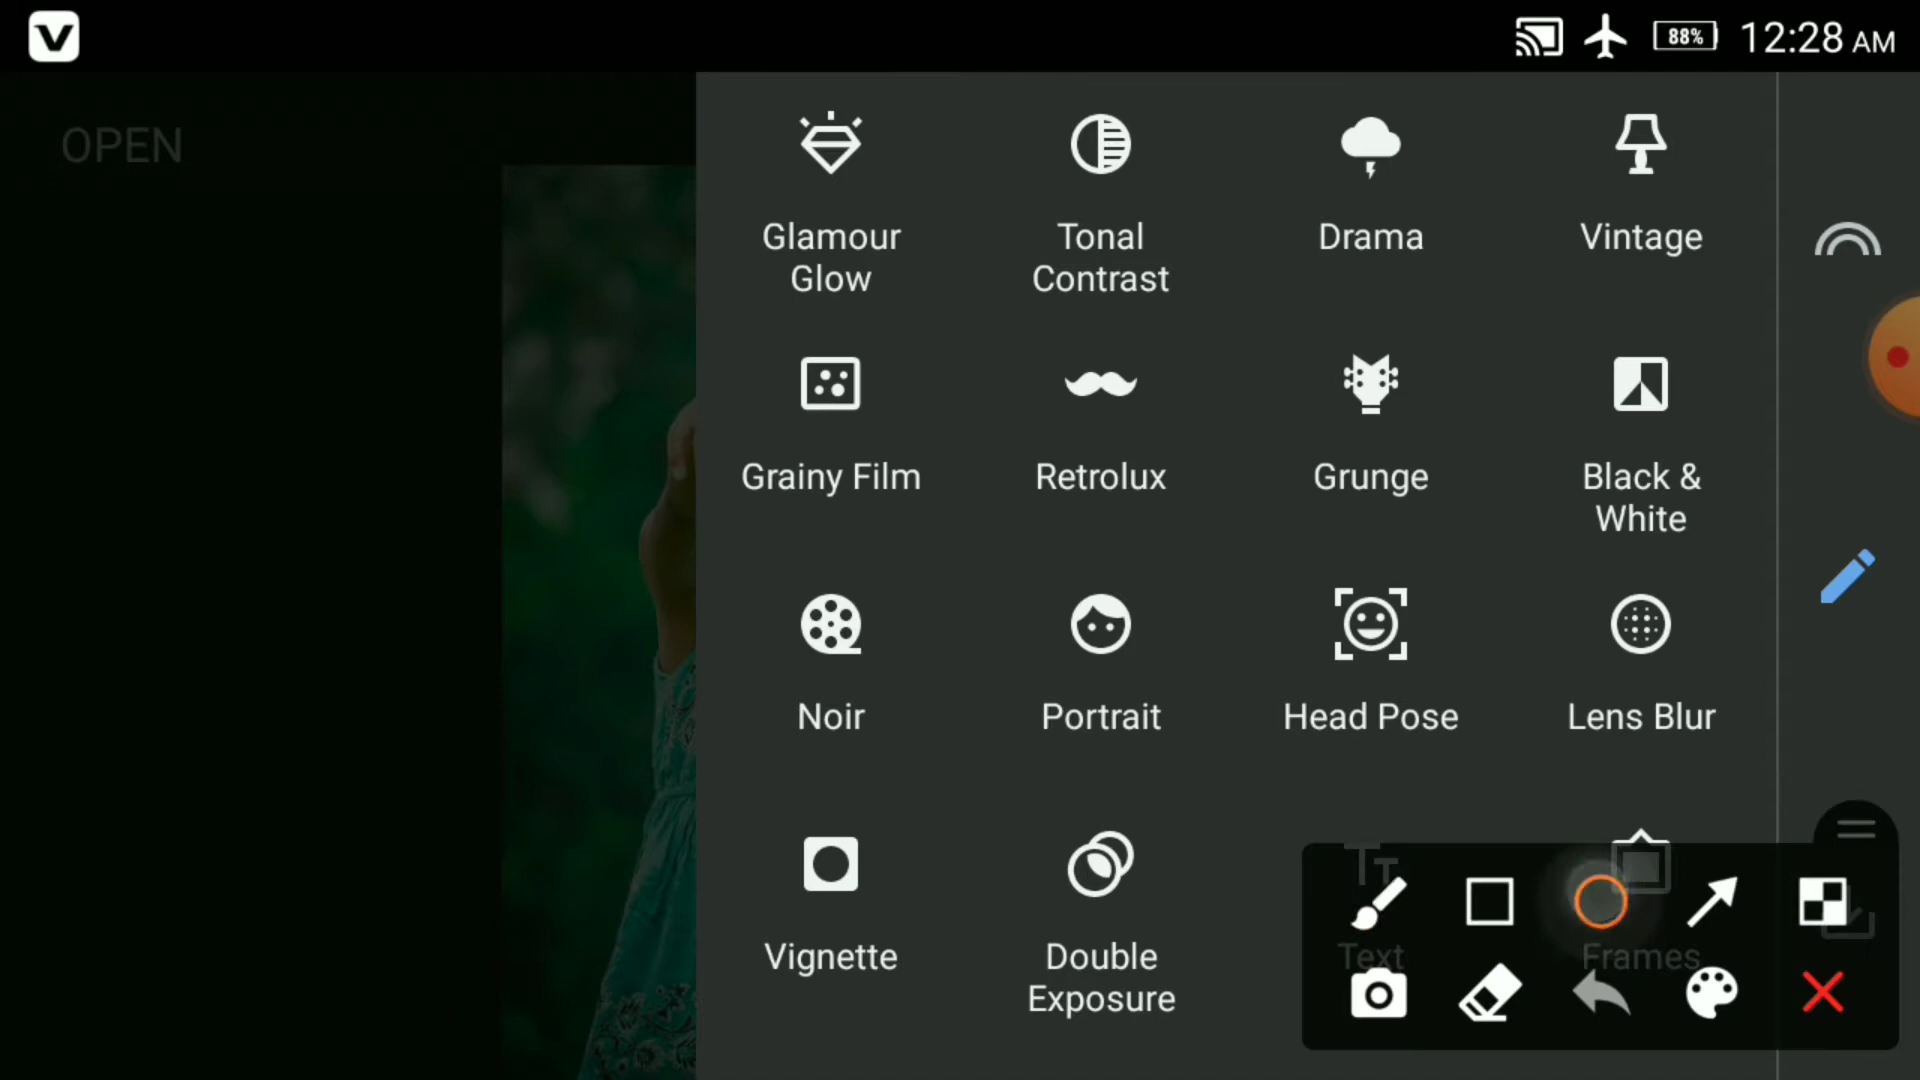 V
88% 12:28 AM
OPEN
Glamour
Glow
Tonal
Contrast
Drama
Vintage
Grainy Film
Retrolux
Grunge
Black &
White
Noir
Portrait
Head Pose
Lens Blur
Vignette
Double
Exposure
Text
Frames